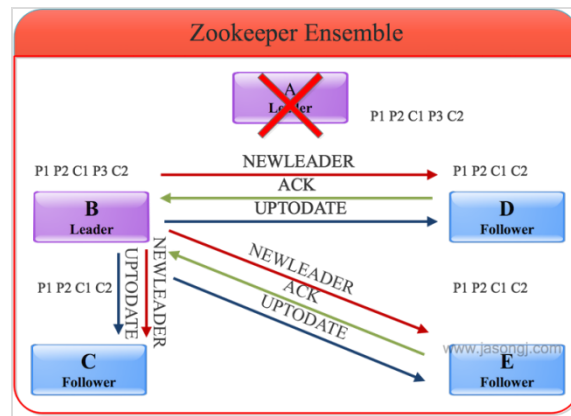 Zookeeper Ensemble
A
Leader
P1 P2 C1 P3 C2
P1 P2 C1 P3 C2
NEWLEADER
P1 P2 C1 C2
ACK
B
Leader
UPTODATE
D
Follower
NEWLEADER
UPTODATE
NEWLEADER
ACK
UPTODATE
P1 P2 C1 C2
P1 P2 C1 C2
www.jasongj.com
C
Follower
E
Follower